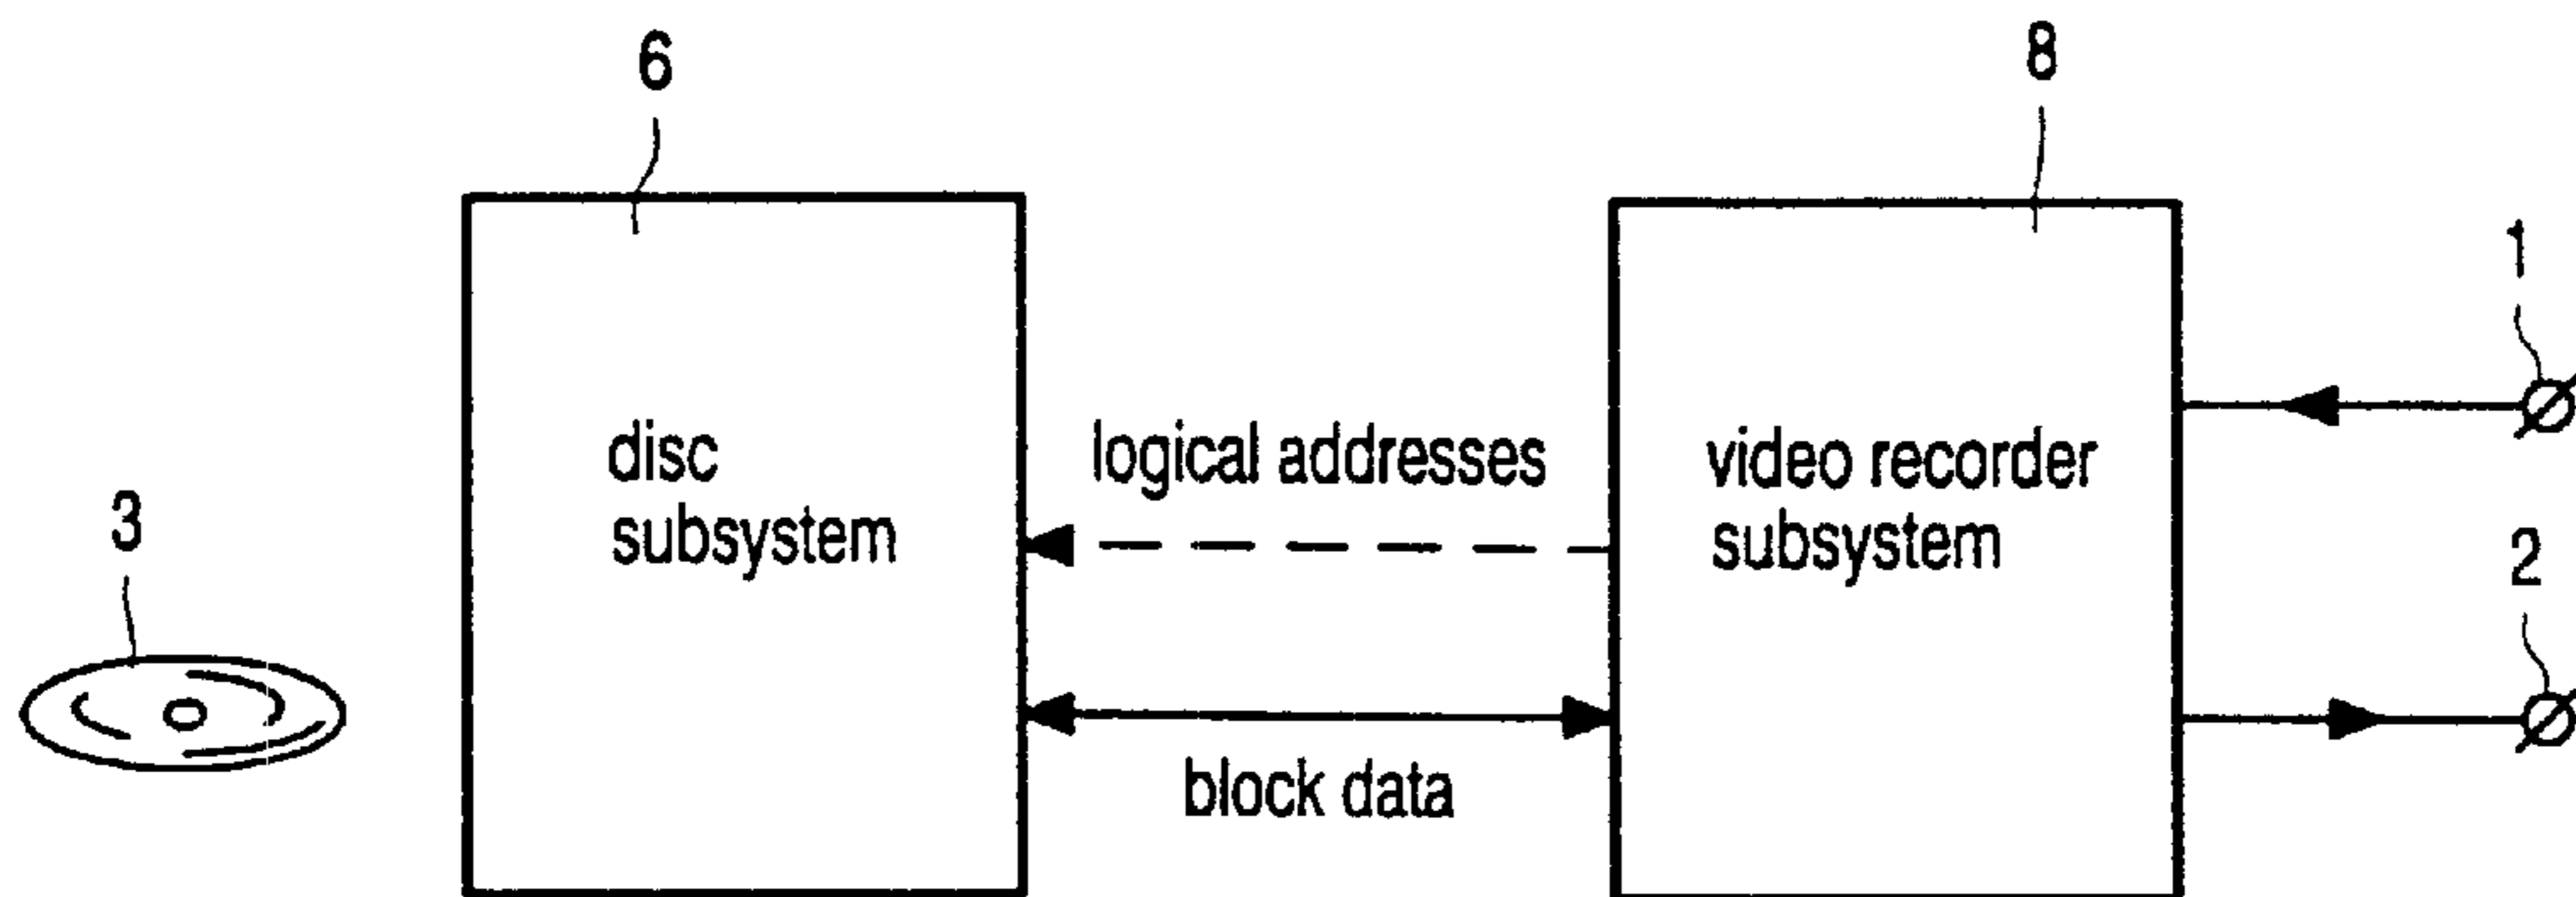 6
8
1
disc
subsystem
logical addresses
video recorder
subsystem
3
2
block data